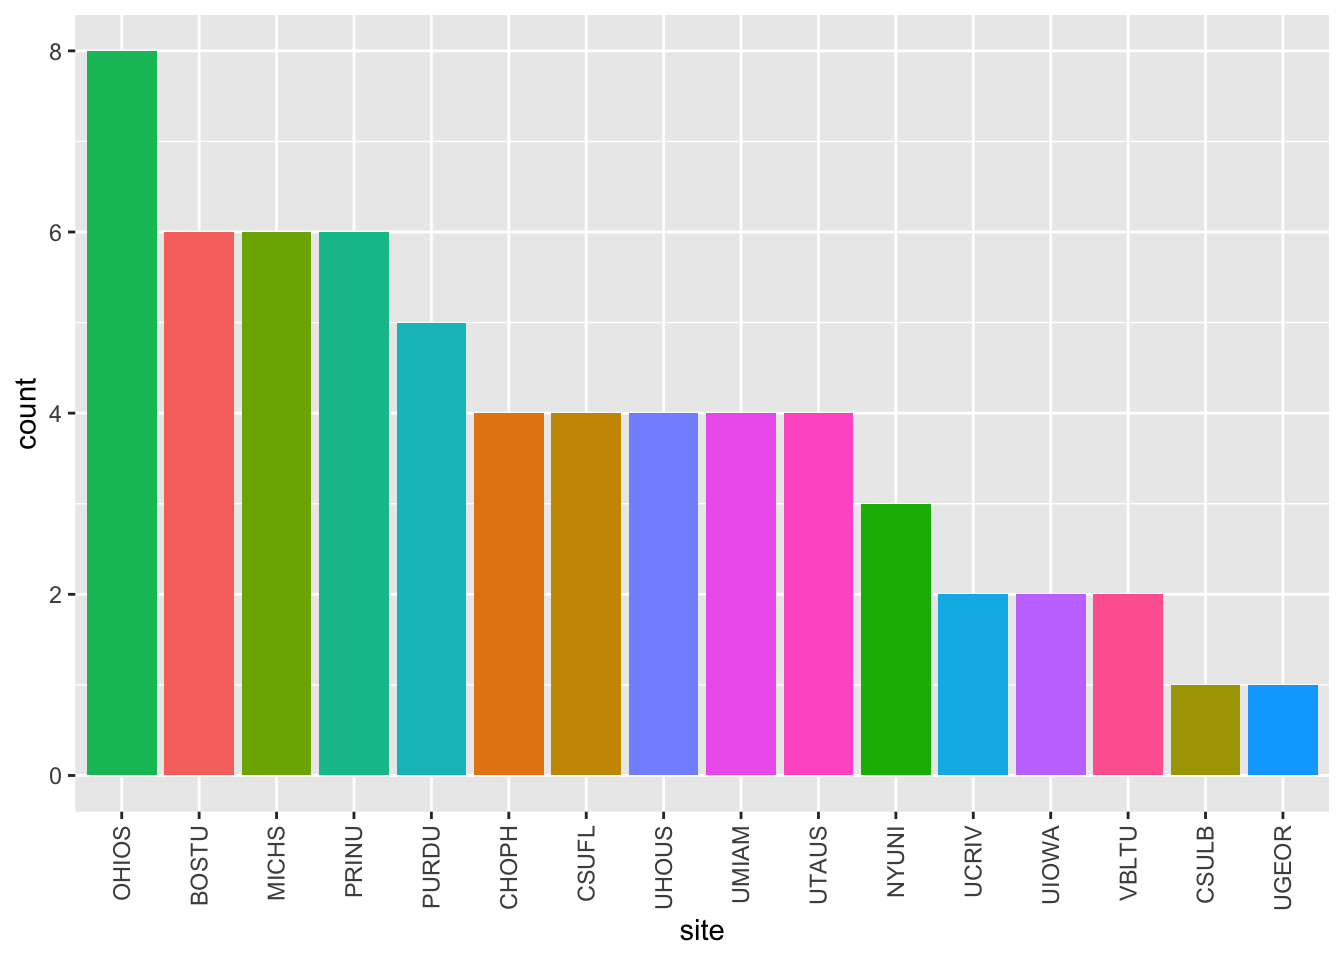 8
6
4
2
0
count
OHIOS
BOSTU
MICHS
PRINU
PURDU
CHOPH
CSUFL
UHOUS
UMIAM
UTAUS
NYUNI
UCRIV
UIOWA
VBLTU
CSULB
UGEOR
site